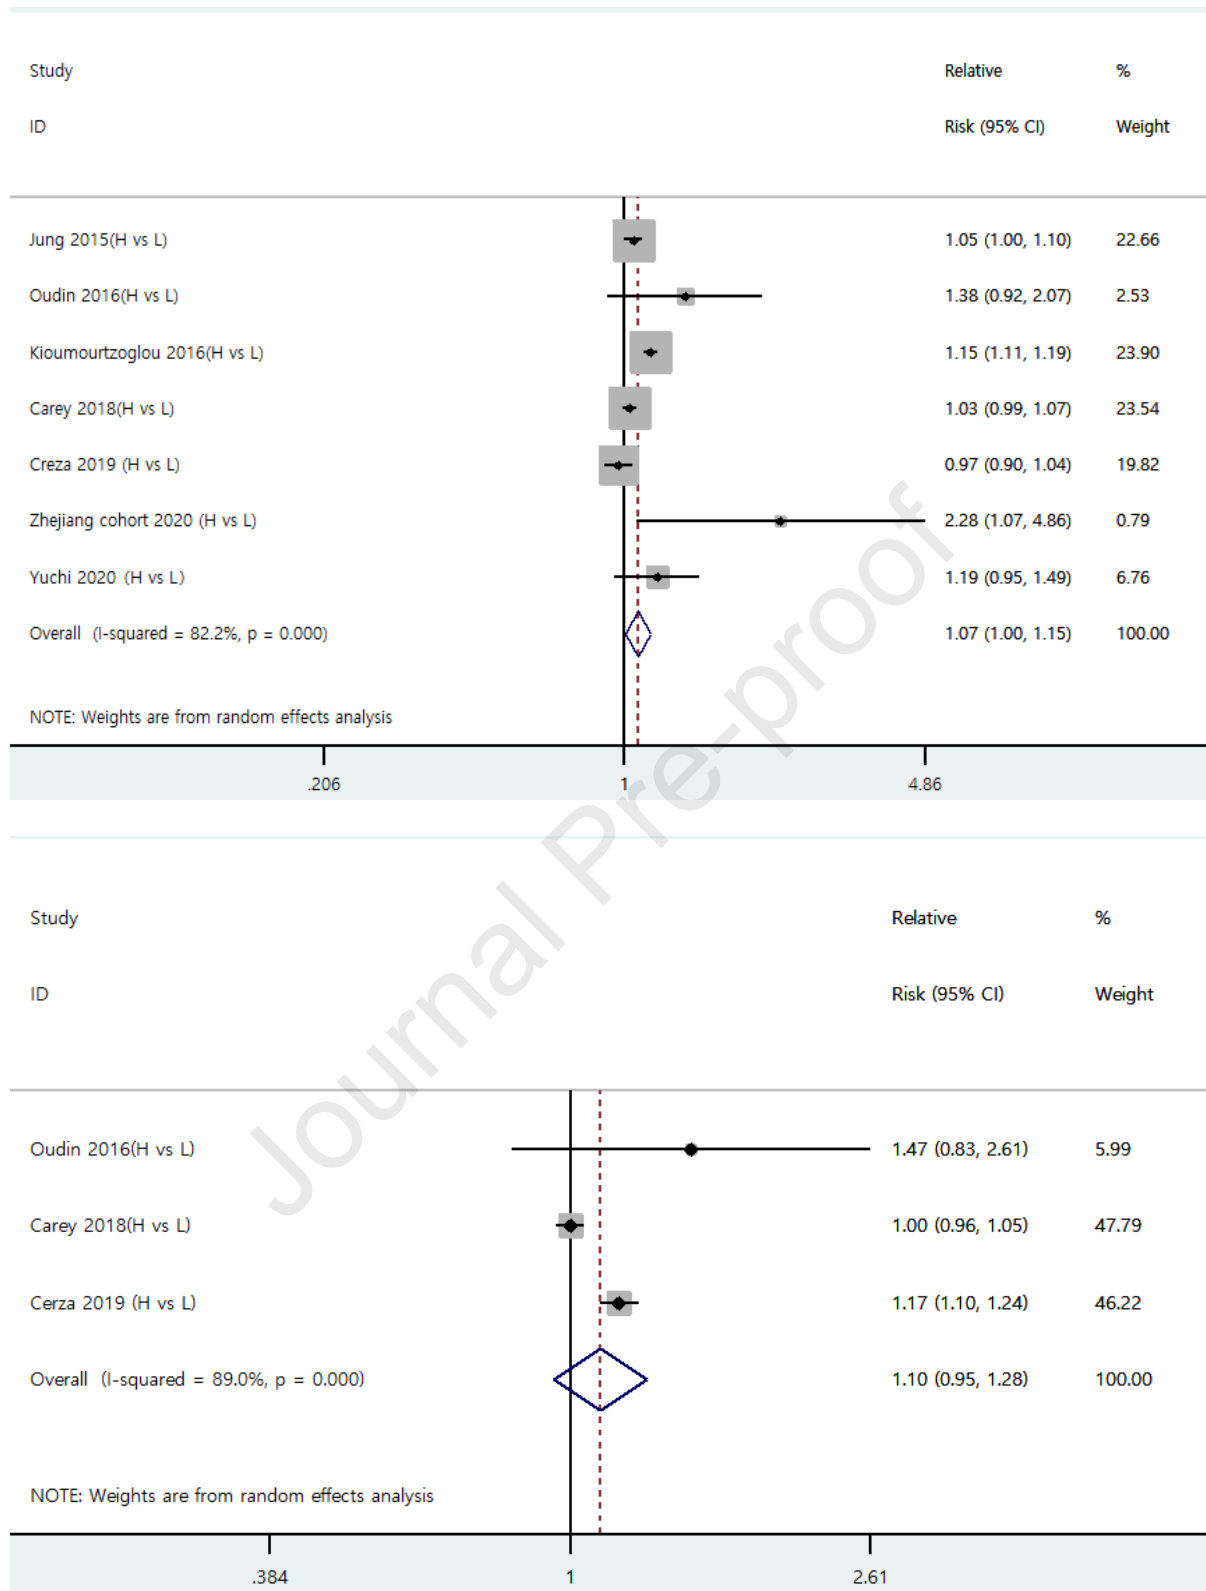 Study Relative %
ID Risk (95% CI) Weight
Jung 2015(H vs L) 1.05 (1.00, 1.10) 22.66
Oudin 2016(H vs L) 1.38 (0.92, 2.07) 2.53
Kioumourtzoglou 2016(H vs L) 1.15 (1.11, 1.19) 23.90
Carey 2018(H vs L) 1.03 (0.99, 1.07) 23.54
Creza 2019 (H vs L) 0.97 (0.90, 1.04) 19.82
Zhejiang cohort 2020 (H vs L) 2.28 (1.07, 4.86) 0.79
Yuchi 2020 (H vs L) 1.19 (0.95, 1.49) 6.76
Overall (I-squared = 82.2%, p = 0.000) 1.07 (1.00, 1.15) 100.00
NOTE: Weights are from random effects analysis
.206 1 4.86
Journal Pre-proof
Study Relative %
ID Risk (95% CI) Weight
Oudin 2016(H vs L) 1.47 (0.83, 2.61) 5.99
Carey 2018(H vs L) 1.00 (0.96, 1.05) 47.79
Cerza 2019 (H vs L) 1.17 (1.10, 1.24) 46.22
Overall (I-squared = 89.0%, p = 0.000) 1.10 (0.95, 1.28) 100.00
NOTE: Weights are from random effects analysis
.384 1 2.61